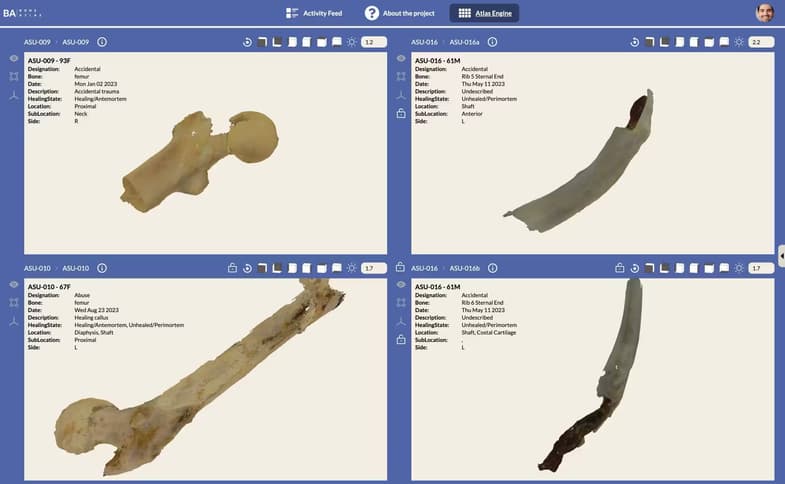 BA BONE ATLAS
Activity Feed
? About the project
Atlas Engine
ASU-009 › ASU-009 i
1.2
ASU-009 - 93F
Designation: Accidental
Bone: femur
Date: Mon Jan 02 2023
Description: Accidental trauma
HealingState: Healing/Antemortem
Location: Proximal
SubLocation: Neck
Side: R
ASU-016 › ASU-016a i
2.2
ASU-016 - 61M
Designation: Accidental
Bone: Rib 5 Sternal End
Date: Thu May 11 2023
Description: Undescribed
HealingState: Unhealed/Perimortem
Location: Shaft
SubLocation: Anterior
Side: L
ASU-010 › ASU-010 i
1.7
ASU-010 - 67F
Designation: Abuse
Bone: femur
Date: Wed Aug 23 2023
Description: Healing callus
HealingState: Healing/Antemortem, Unhealed/Perimortem
Location: Diaphysis, Shaft
SubLocation: Proximal
Side: L
ASU-016 › ASU-016b i
1.7
ASU-016 - 61M
Designation: Accidental
Bone: Rib 6 Sternal End
Date: Thu May 11 2023
Description: Undescribed
HealingState: Unhealed/Perimortem
Location: Shaft, Costal Cartilage
SubLocation: ,
Side: L